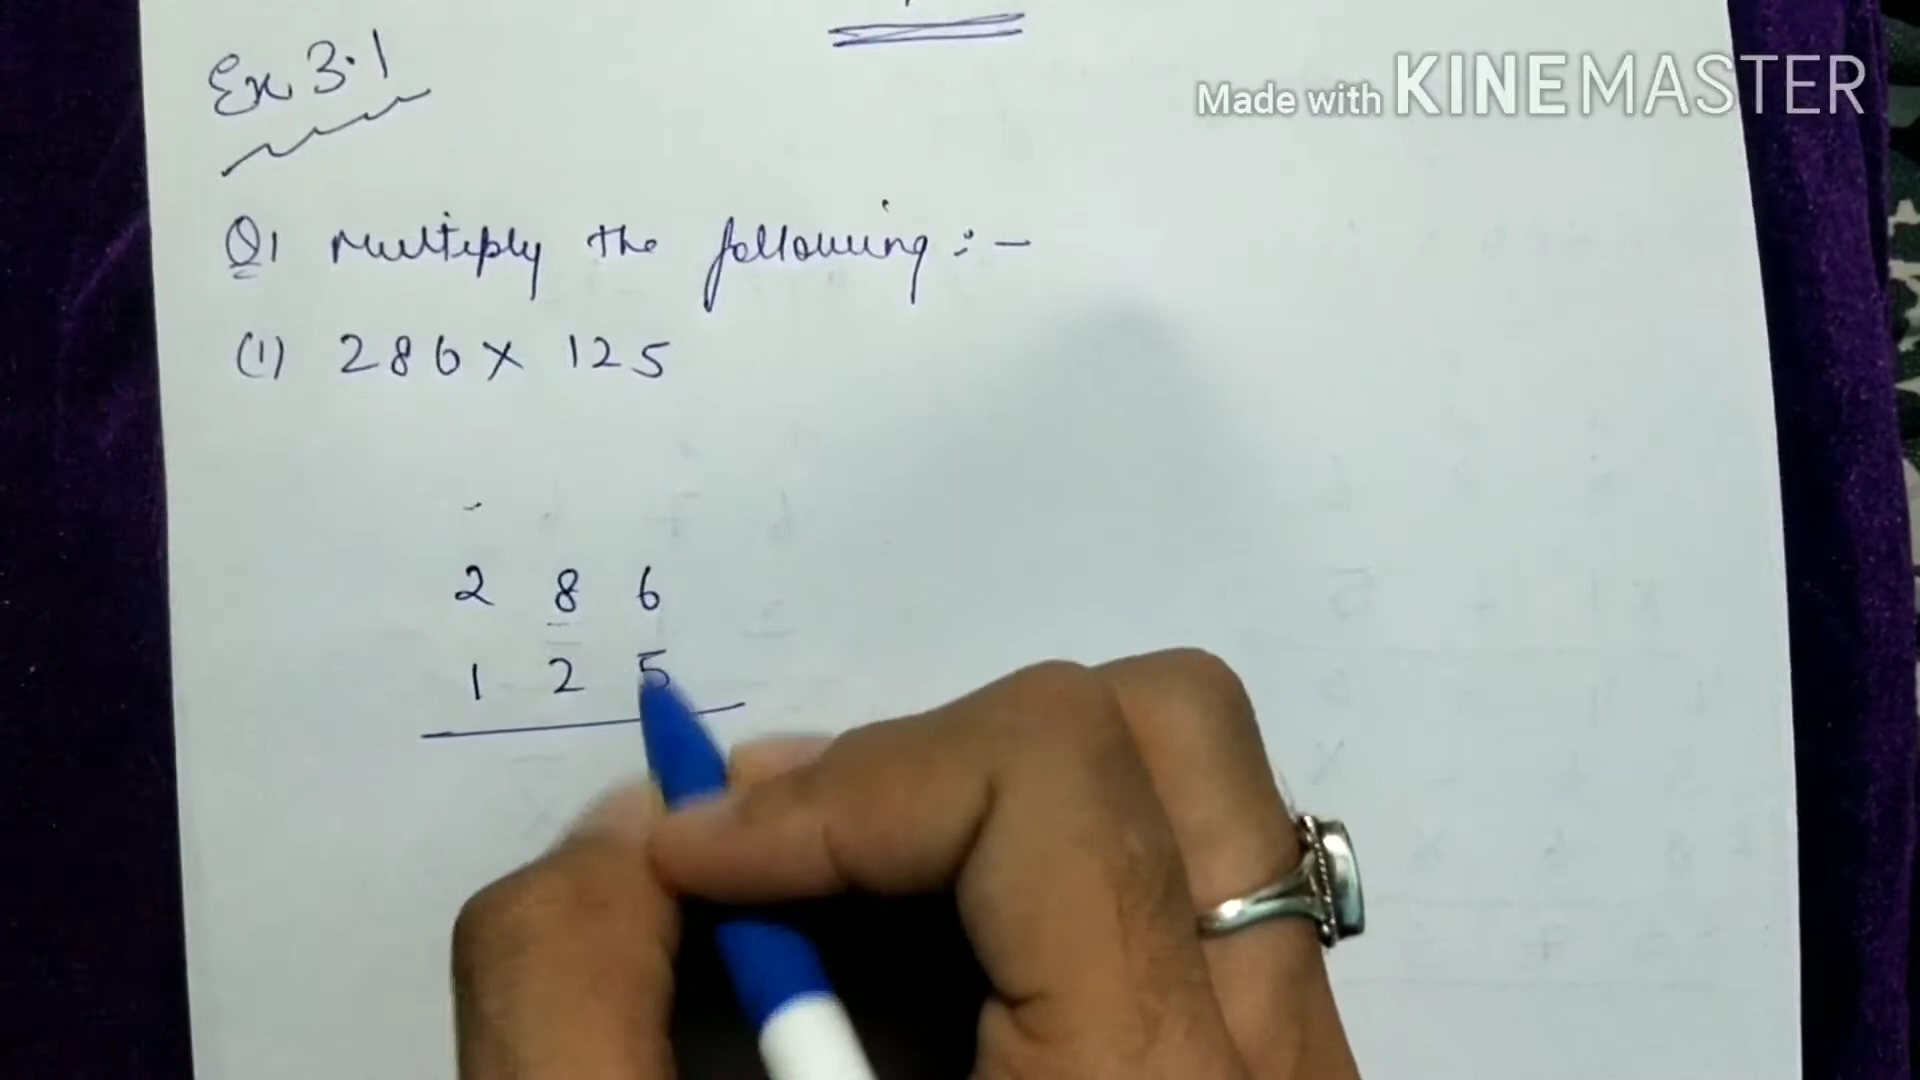 Ex 3.1
Made with KINEMASTER
Q1 Multiply the following :-
(1) 286 x 125
2 8 6
1 2 5